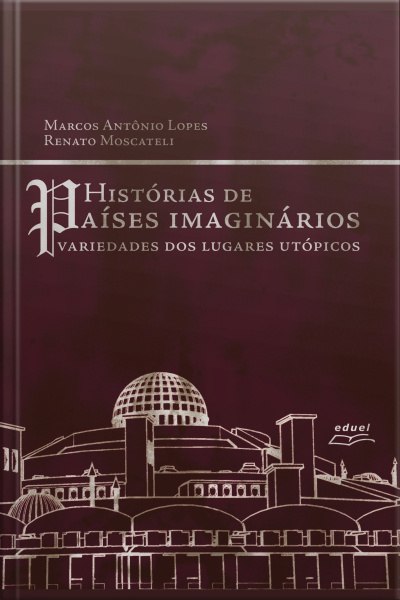 Marcos Antônio Lopes
Renato Moscateli
Histórias de
Países imaginários
variedades dos lugares utópicos
eduel